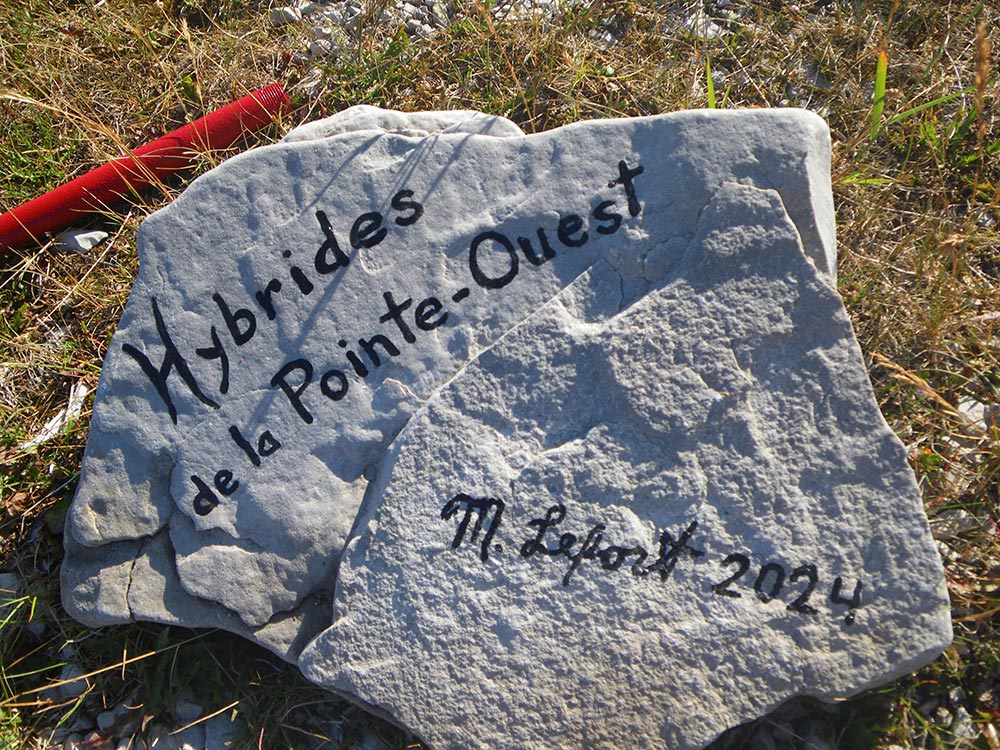 Hybrides
de la Pointe-Ouest
M. Lefort 2024